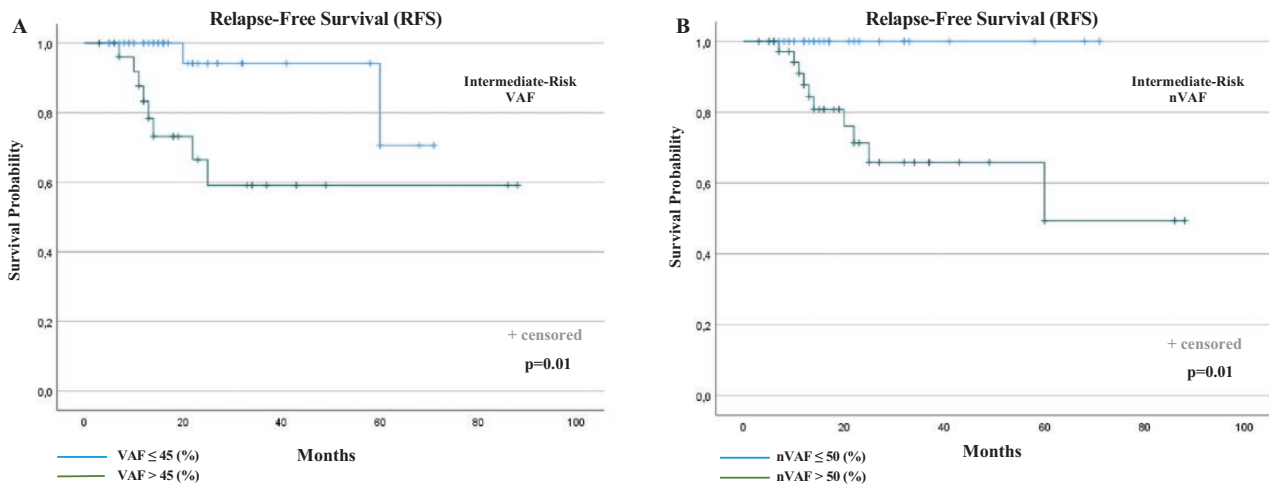 A
Relapse-Free Survival (RFS)
Intermediate-Risk
VAF
Survival Probability
1,0
0,8
0,6
0,4
0,2
0,0
+ censored
p=0.01
0 20 40 60 80 100
Months
VAF ≤ 45 (%)
VAF > 45 (%)
B
Relapse-Free Survival (RFS)
Intermediate-Risk
nVAF
Survival Probability
1,0
0,8
0,6
0,4
0,2
0,0
+ censored
p=0.01
0 20 40 60 80 100
Months
nVAF ≤ 50 (%)
nVAF > 50 (%)